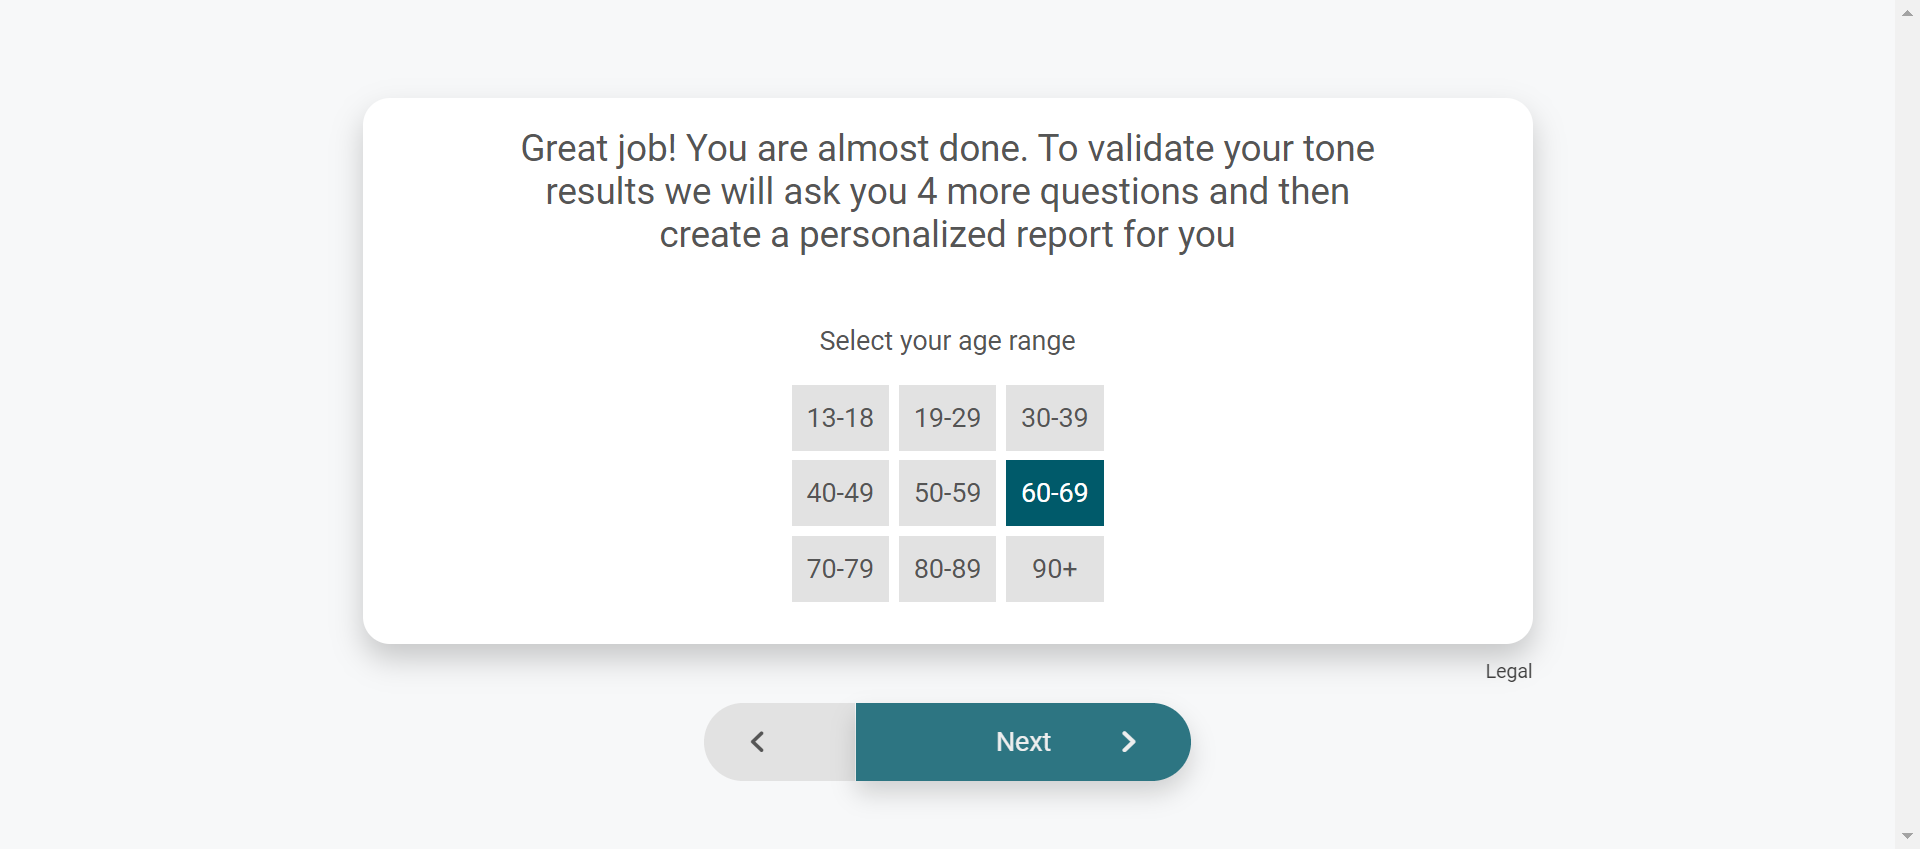 Great job! You are almost done. To validate your tone
results we will ask you 4 more questions and then
create a personalized report for you
Select your age range
13-18 19-29 30-39
40-49 50-59 60-69
70-79 80-89 90+
Legal
Next